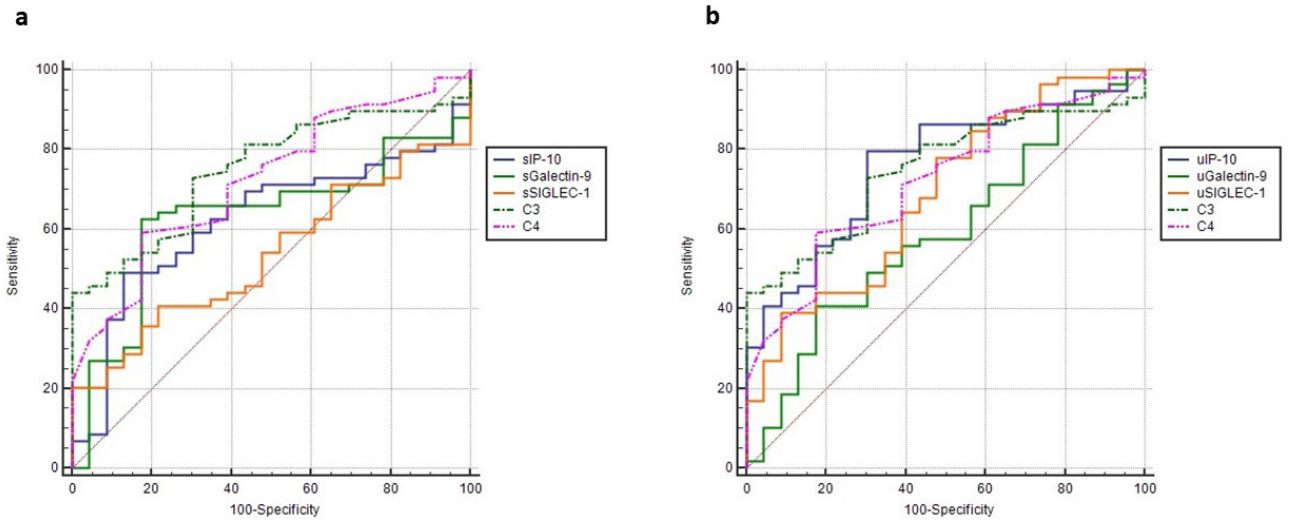 a
100
80
60
40
20
0
Sensitivity
0 20 40 60 80 100
100-Specificity
sIP-10
sGalectin-9
sSIGLEC-1
C3
C4
b
100
80
60
40
20
0
Sensitivity
0 20 40 60 80 100
100-Specificity
uIP-10
uGalectin-9
uSIGLEC-1
C3
C4